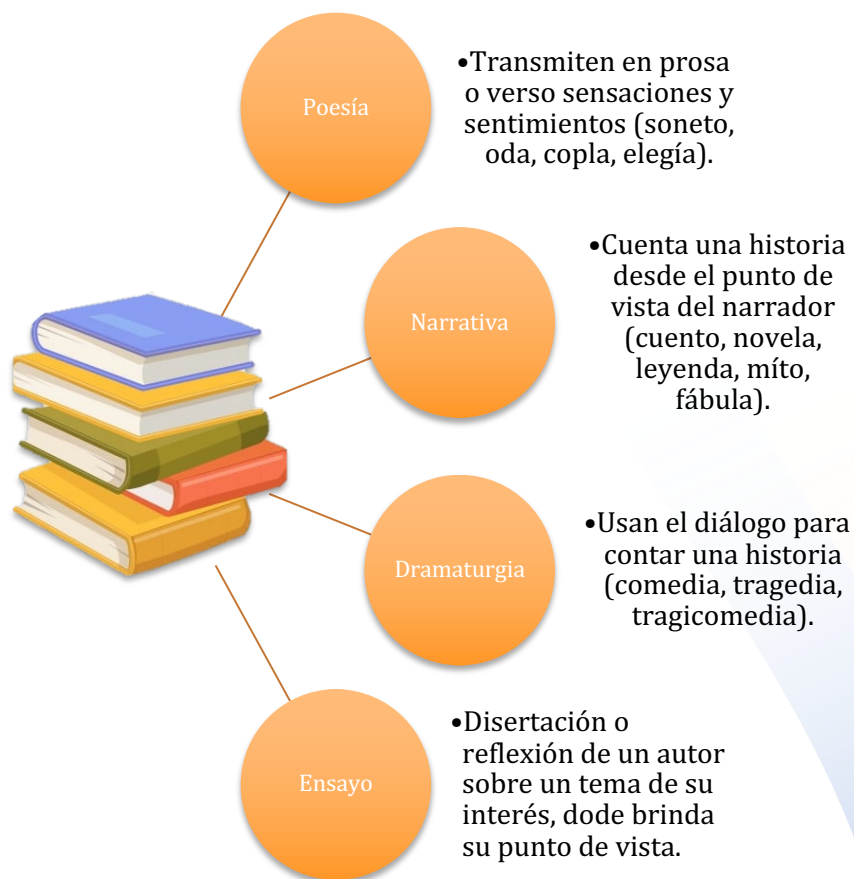 Poesía
•Transmiten en prosa
o verso sensaciones y
sentimientos (soneto,
oda, copla, elegía).
Narrativa
•Cuenta una historia
desde el punto de
vista del narrador
(cuento, novela,
leyenda, míto,
fábula).
Dramaturgia
•Usan el diálogo para
contar una historia
(comedia, tragedia,
tragicomedia).
Ensayo
•Disertación o
reflexión de un autor
sobre un tema de su
interés, dode brinda
su punto de vista.